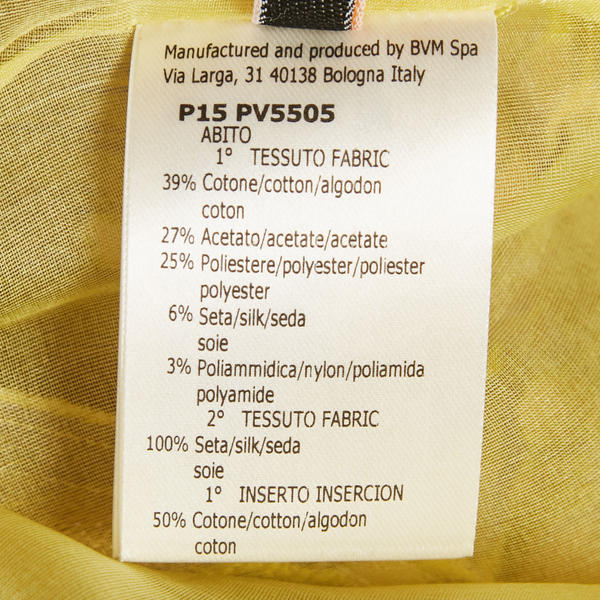 Manufactured and produced by BVM Spa
Via Larga, 31 40138 Bologna Italy
P15 PV5505
ABITO
1° TESSUTO FABRIC
39% Cotone/cotton/algodon
coton
27% Acetato/acetate/acetate
25% Poliestere/polyester/poliester
polyester
6% Seta/silk/seda
soie
3% Poliammidica/nylon/poliamida
polyamide
2° TESSUTO FABRIC
100% Seta/silk/seda
soie
1° INSERTO INSERCION
50% Cotone/cotton/algodon
coton